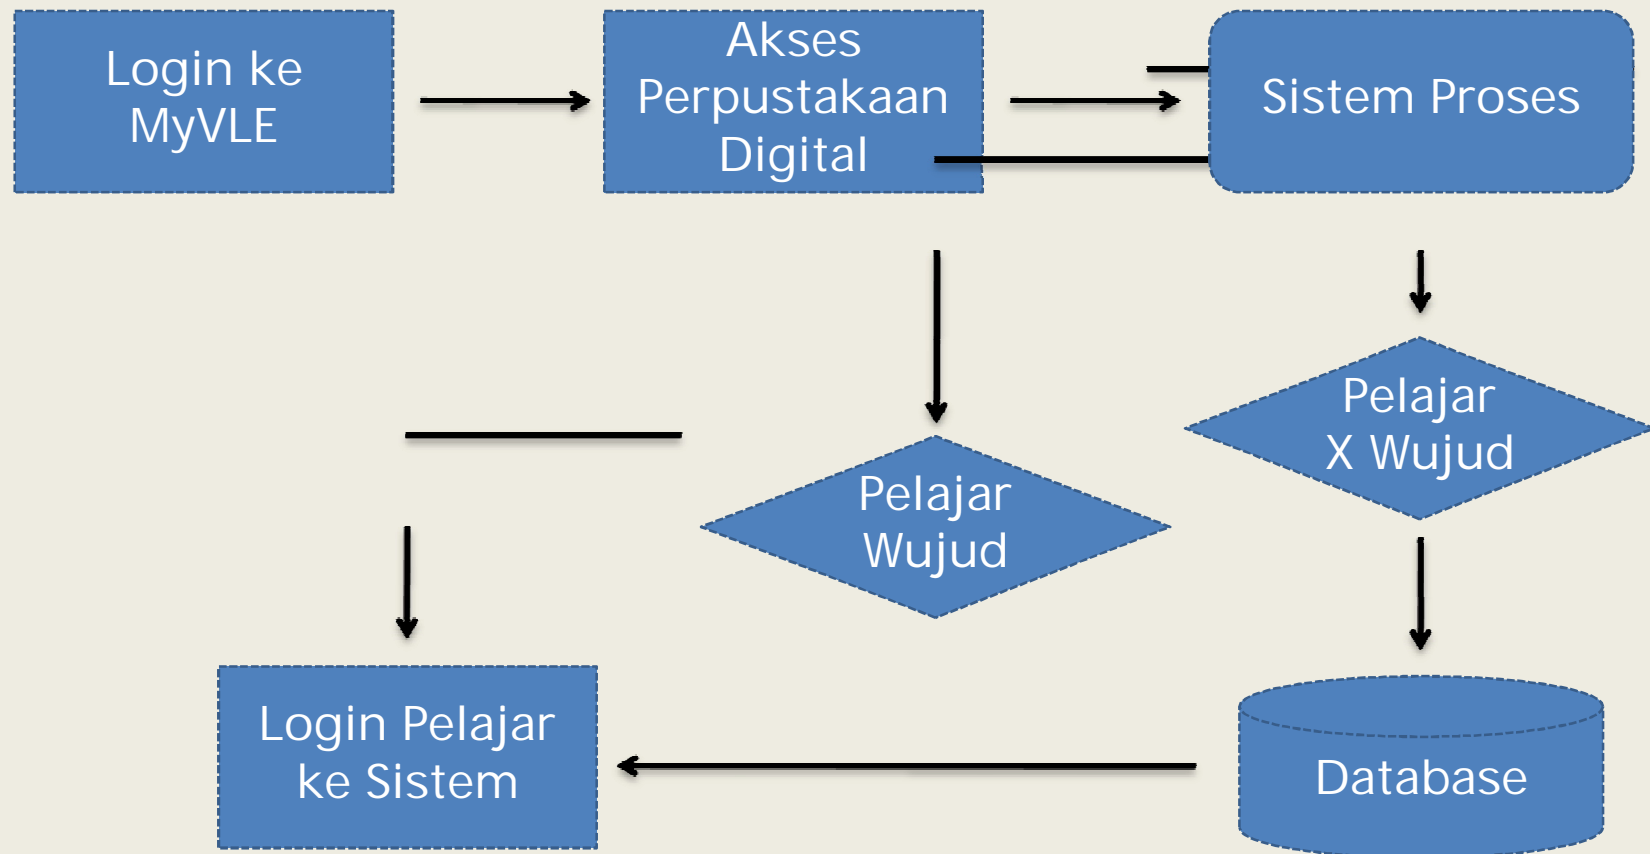 Login ke
MyVLE
Akses
Perpustakaan
Digital
Sistem Proses
Pelajar
X Wujud
Pelajar
Wujud
Login Pelajar
ke Sistem
Database